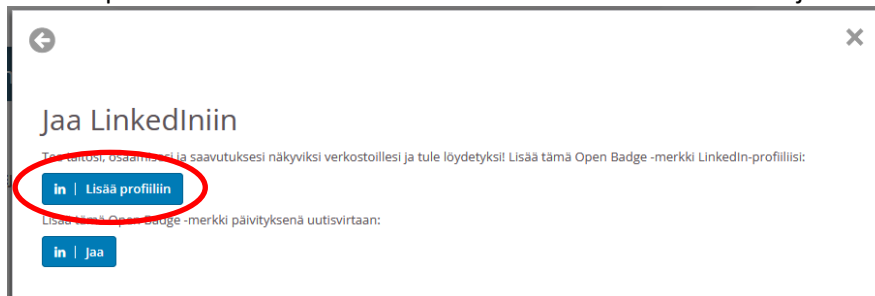 Jaa LinkedIniin
Tee taitosi, osaamisesi ja saavutuksesi näkyviksi verkostoillesi ja tule löydetyksi! Lisää tämä Open Badge -merkki LinkedIn-profiiliisi:
in | Lisää profiiliin
Lisää tämä Open Badge -merkki päivityksenä uutisvirtaan:
in | Jaa